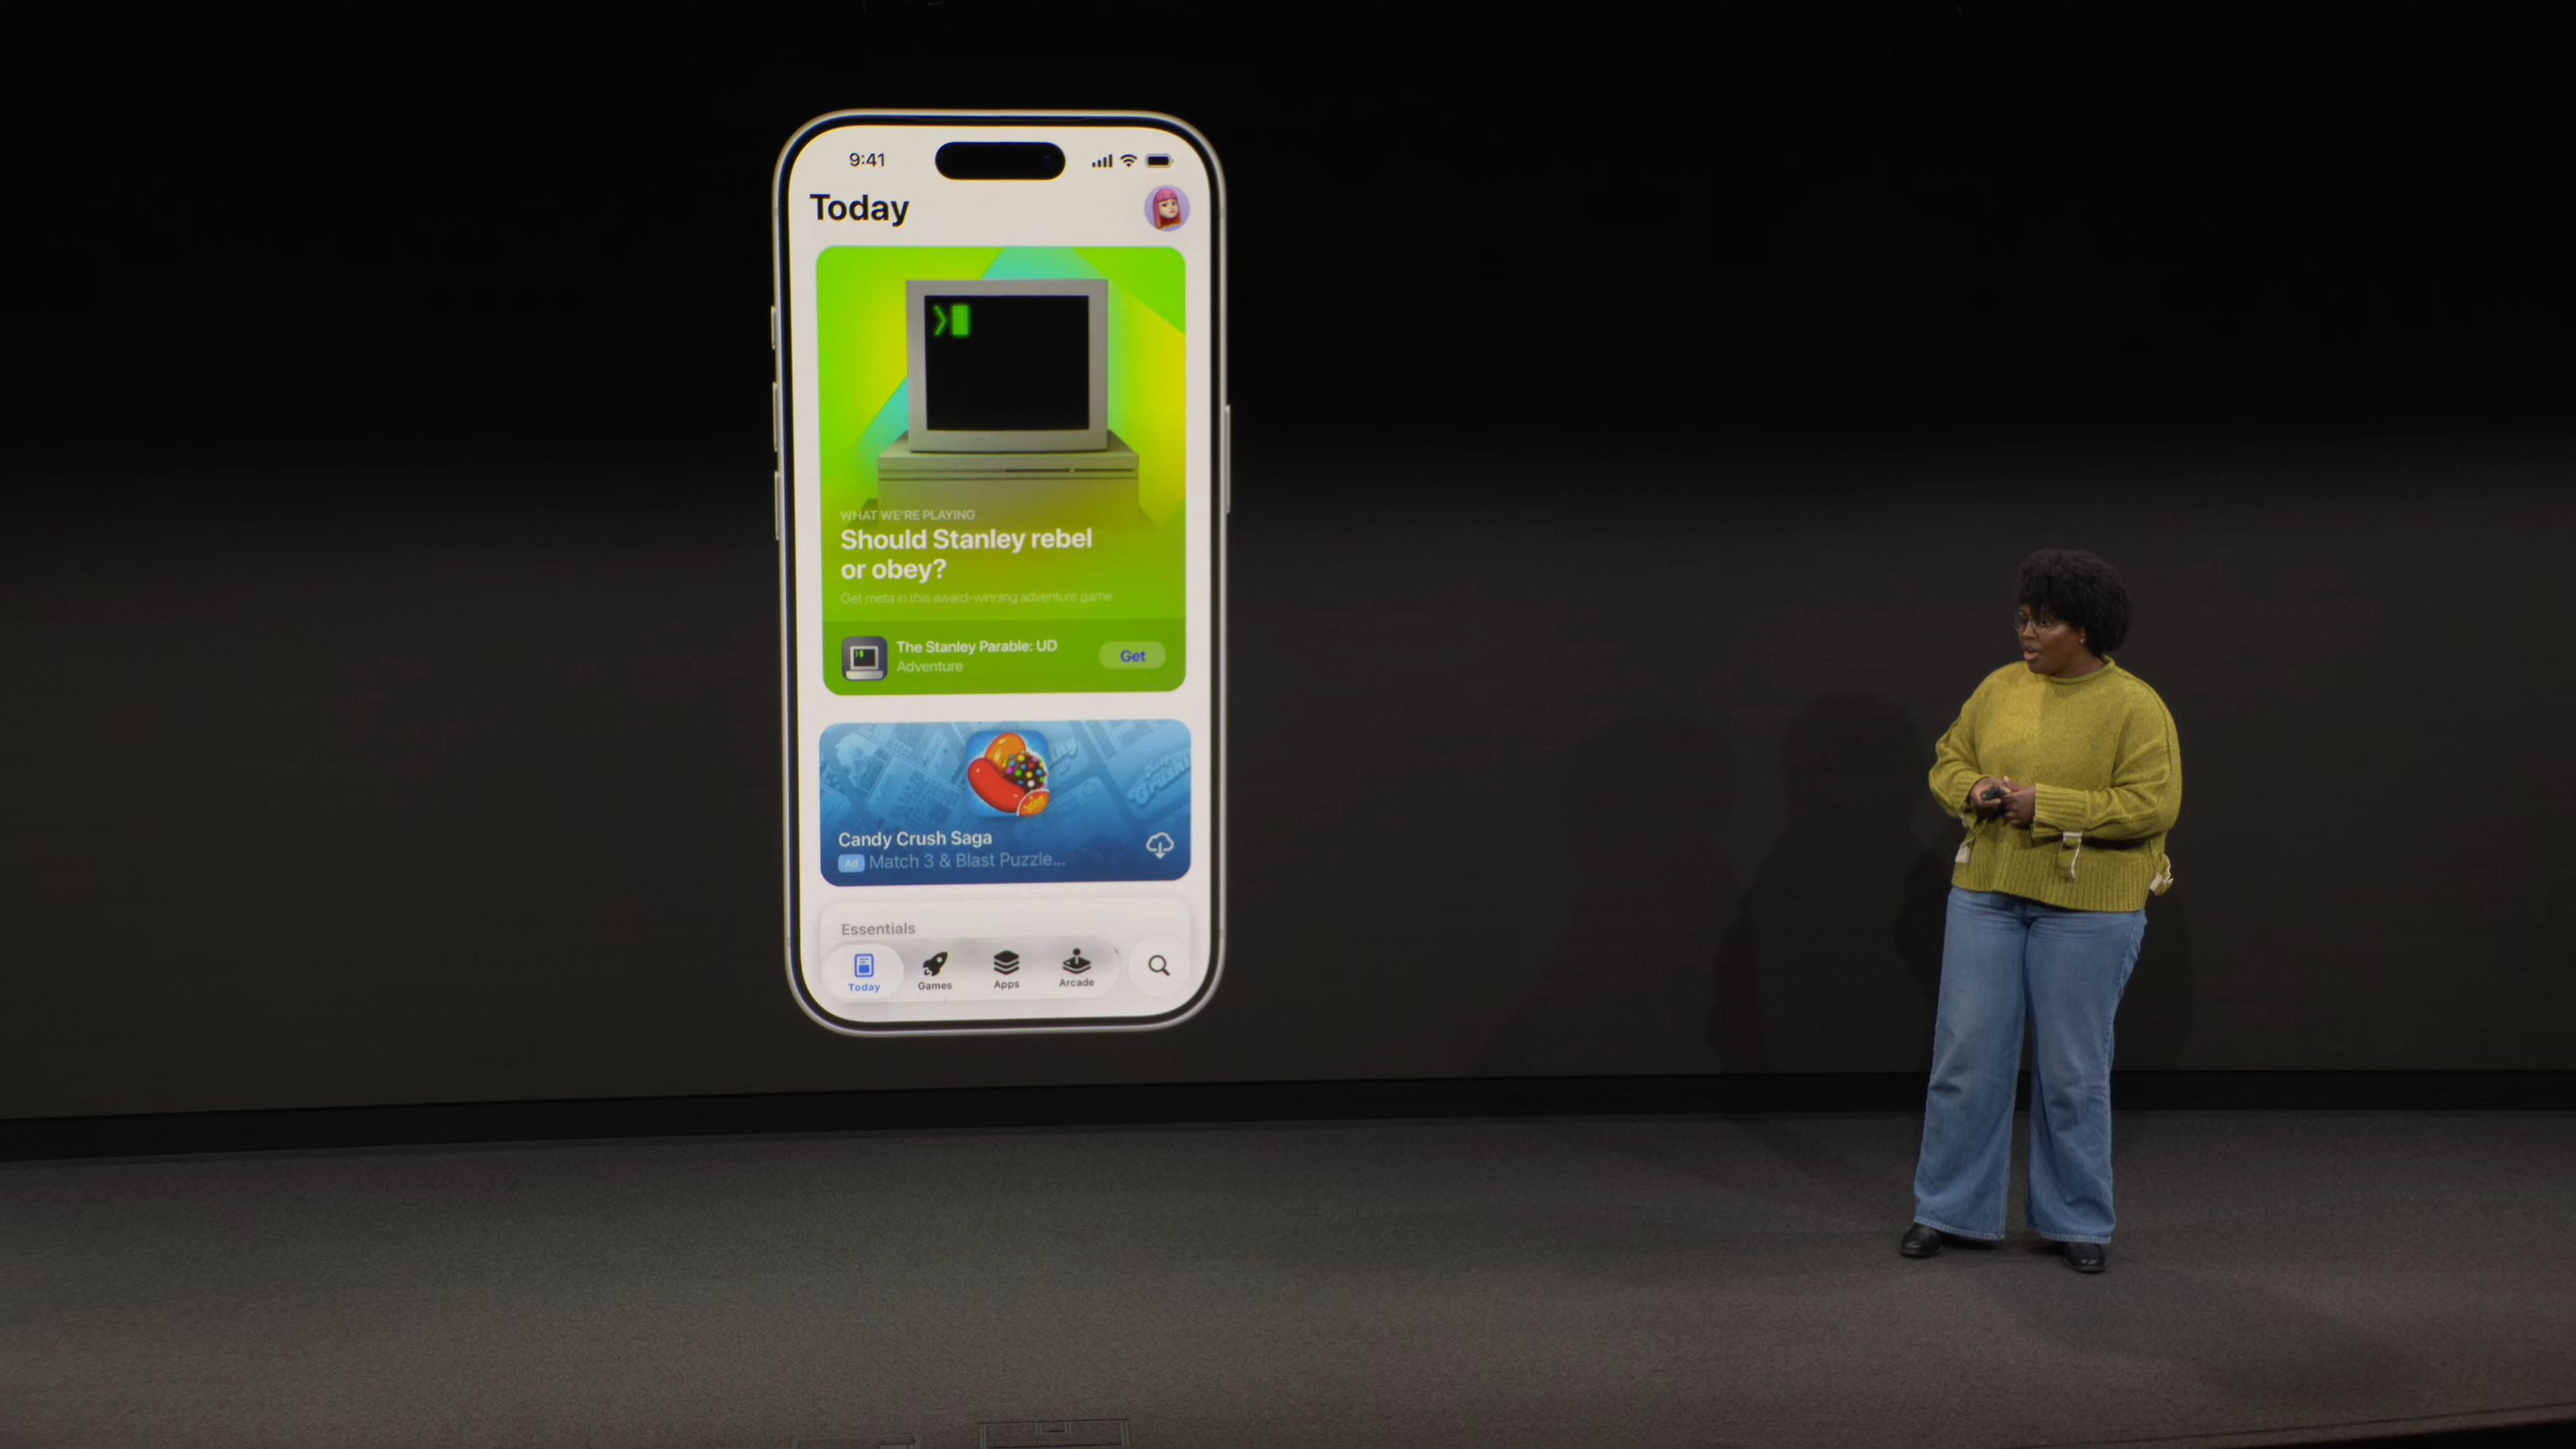 9:41
Today
WHAT WE'RE PLAYING
Should Stanley rebel
or obey?
Get meta in this award-winning adventure game.
The Stanley Parable: UD
Adventure
Get
Candy Crush Saga
Ad Match 3 & Blast Puzzle...
Essentials
Today Games Apps Arcade